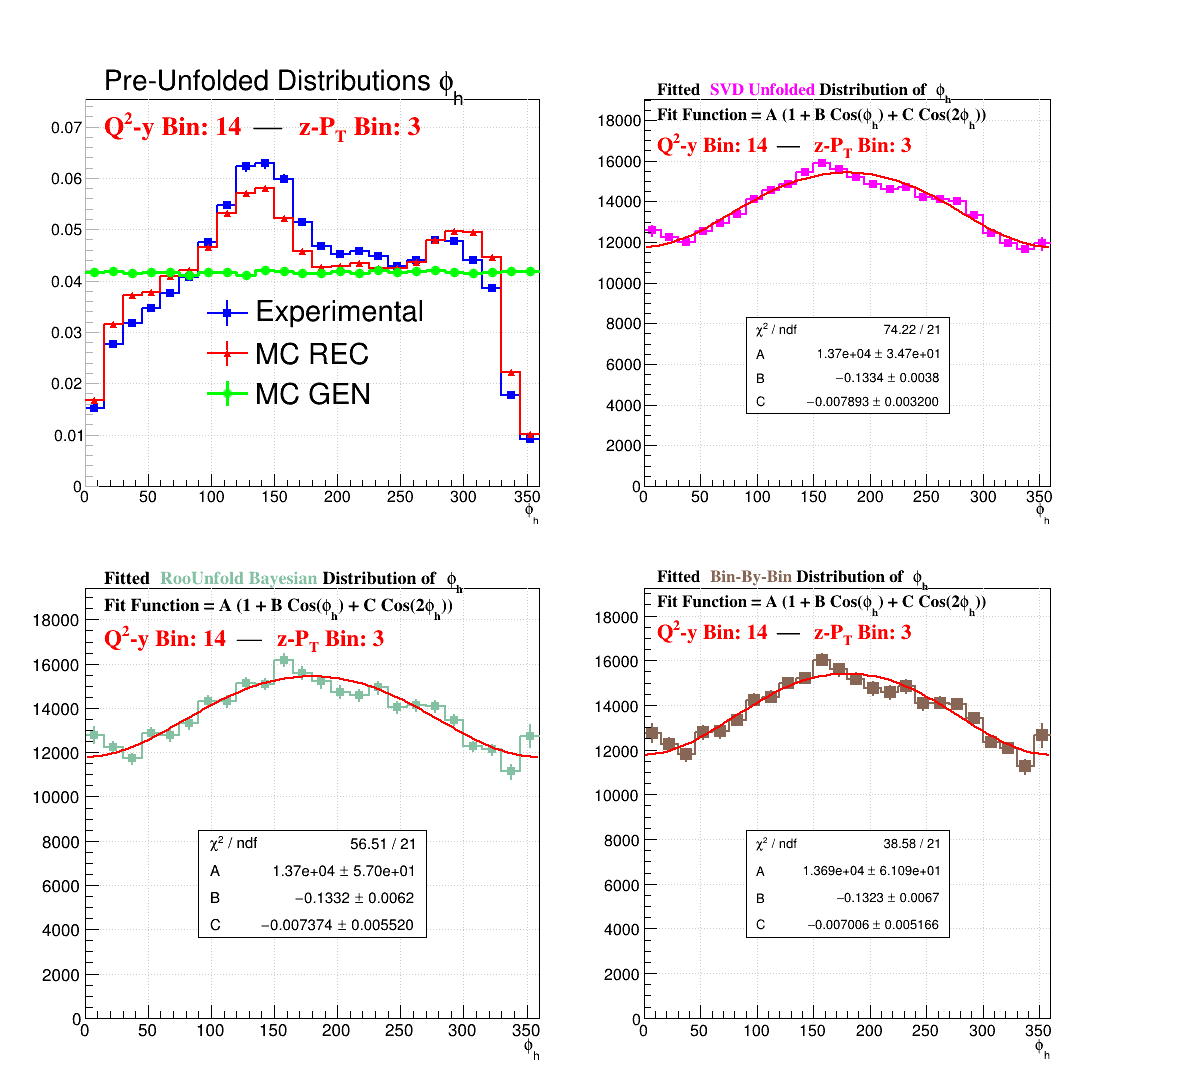 Pre-Unfolded Distributions ϕh
Q²-y Bin: 14 — z-PT Bin: 3
0.07
0.06
0.05
0.04
0.03
0.02
0.01
0
Experimental
MC REC
MC GEN
0 50 100 150 200 250 300 350
ϕh
Fitted SVD Unfolded Distribution of ϕh
Fit Function = A (1 + B Cos(ϕh) + C Cos(2ϕh))
Q²-y Bin: 14 — z-PT Bin: 3
18000
16000
14000
12000
10000
8000
6000
4000
2000
0
χ² / ndf 74.22 / 21
A 1.37e+04 ± 3.47e+01
B −0.1334 ± 0.0038
C −0.007893 ± 0.003200
0 50 100 150 200 250 300 350
ϕh
Fitted RooUnfold Bayesian Distribution of ϕh
Fit Function = A (1 + B Cos(ϕh) + C Cos(2ϕh))
Q²-y Bin: 14 — z-PT Bin: 3
18000
16000
14000
12000
10000
8000
6000
4000
2000
0
χ² / ndf 56.51 / 21
A 1.37e+04 ± 5.70e+01
B −0.1332 ± 0.0062
C −0.007374 ± 0.005520
0 50 100 150 200 250 300 350
ϕh
Fitted Bin-By-Bin Distribution of ϕh
Fit Function = A (1 + B Cos(ϕh) + C Cos(2ϕh))
Q²-y Bin: 14 — z-PT Bin: 3
18000
16000
14000
12000
10000
8000
6000
4000
2000
0
χ² / ndf 38.58 / 21
A 1.369e+04 ± 6.109e+01
B −0.1323 ± 0.0067
C −0.007006 ± 0.005166
0 50 100 150 200 250 300 350
ϕh